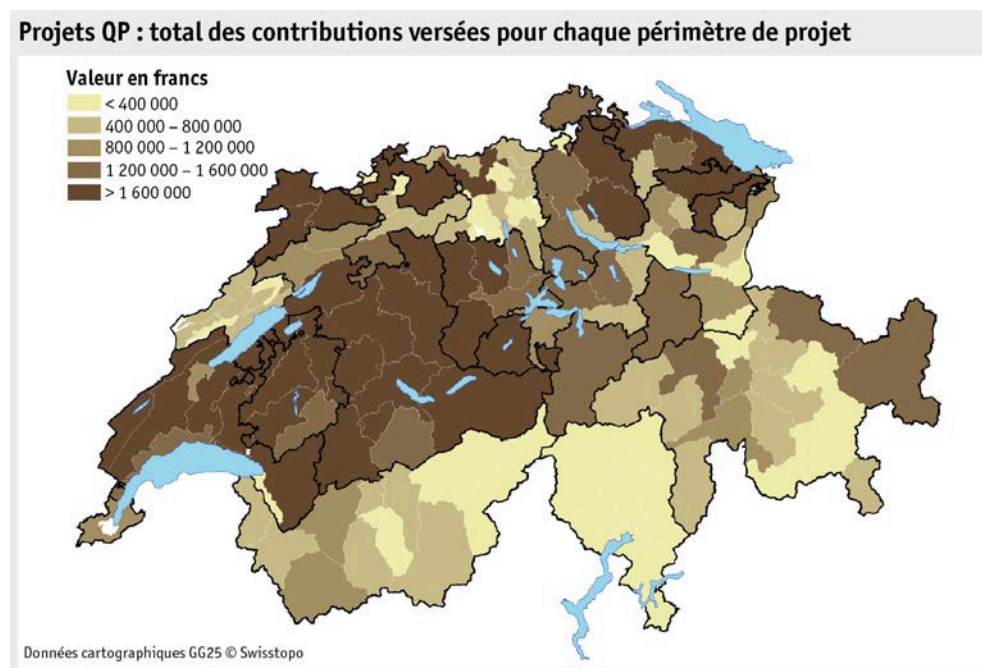 Projets QP : total des contributions versées pour chaque périmètre de projet
Valeur en francs
< 400 000
400 000 – 800 000
800 000 – 1 200 000
1 200 000 – 1 600 000
> 1 600 000
Données cartographiques GG25 © Swisstopo